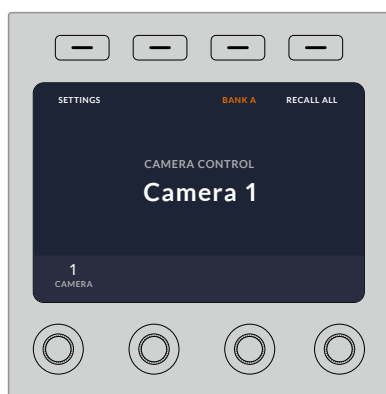 SETTINGS BANK A RECALL ALL
CAMERA CONTROL
Camera 1
1
CAMERA